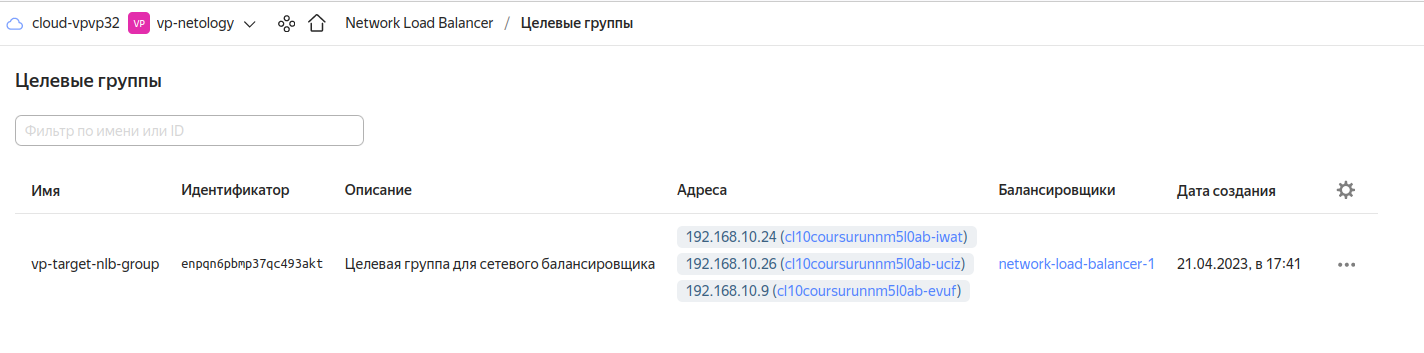 cloud-vpvp32 VP vp-netology Network Load Balancer / Целевые группы
Целевые группы
Фильтр по имени или ID
Имя Идентификатор Описание Адреса Балансировщики Дата создания
192.168.10.24 (cl10coursurunnm5l0ab-iwat)
vp-target-nlb-group enpqn6pbmp37qc493akt Целевая группа для сетевого балансировщика 192.168.10.26 (cl10coursurunnm5l0ab-uciz) network-load-balancer-1 21.04.2023, в 17:41
192.168.10.9 (cl10coursurunnm5l0ab-evuf)